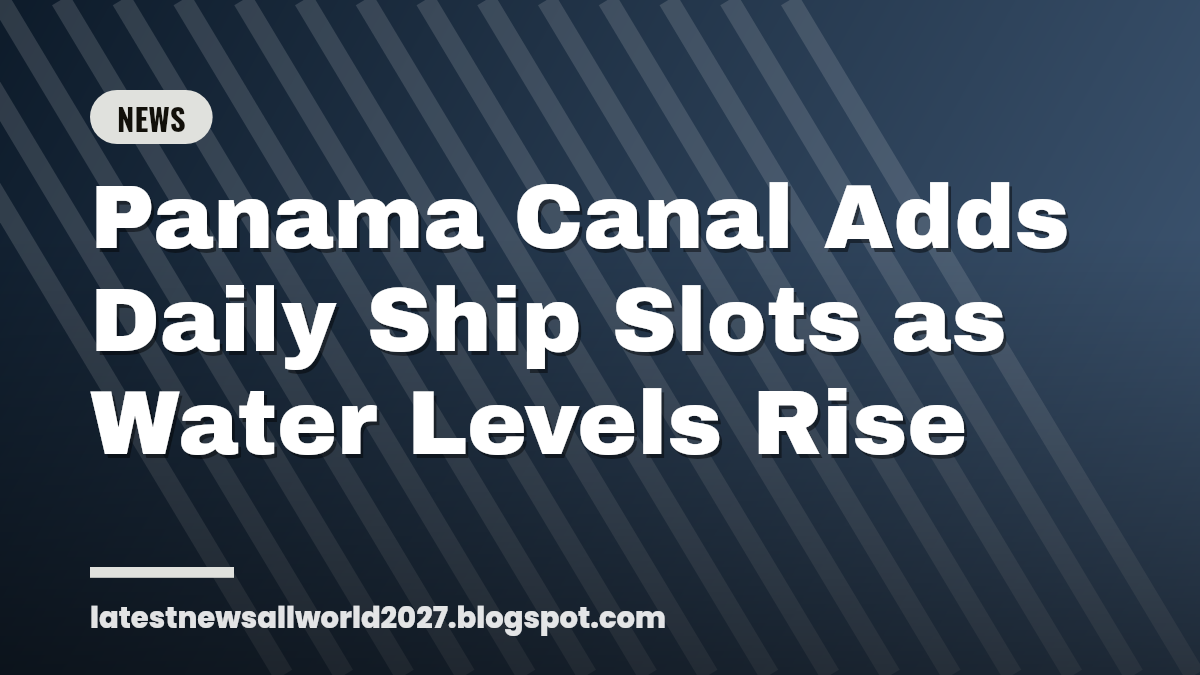 NEWS
Panama Canal Adds
Daily Ship Slots as
Water Levels Rise
latestnewsallworld2027.blogspot.com